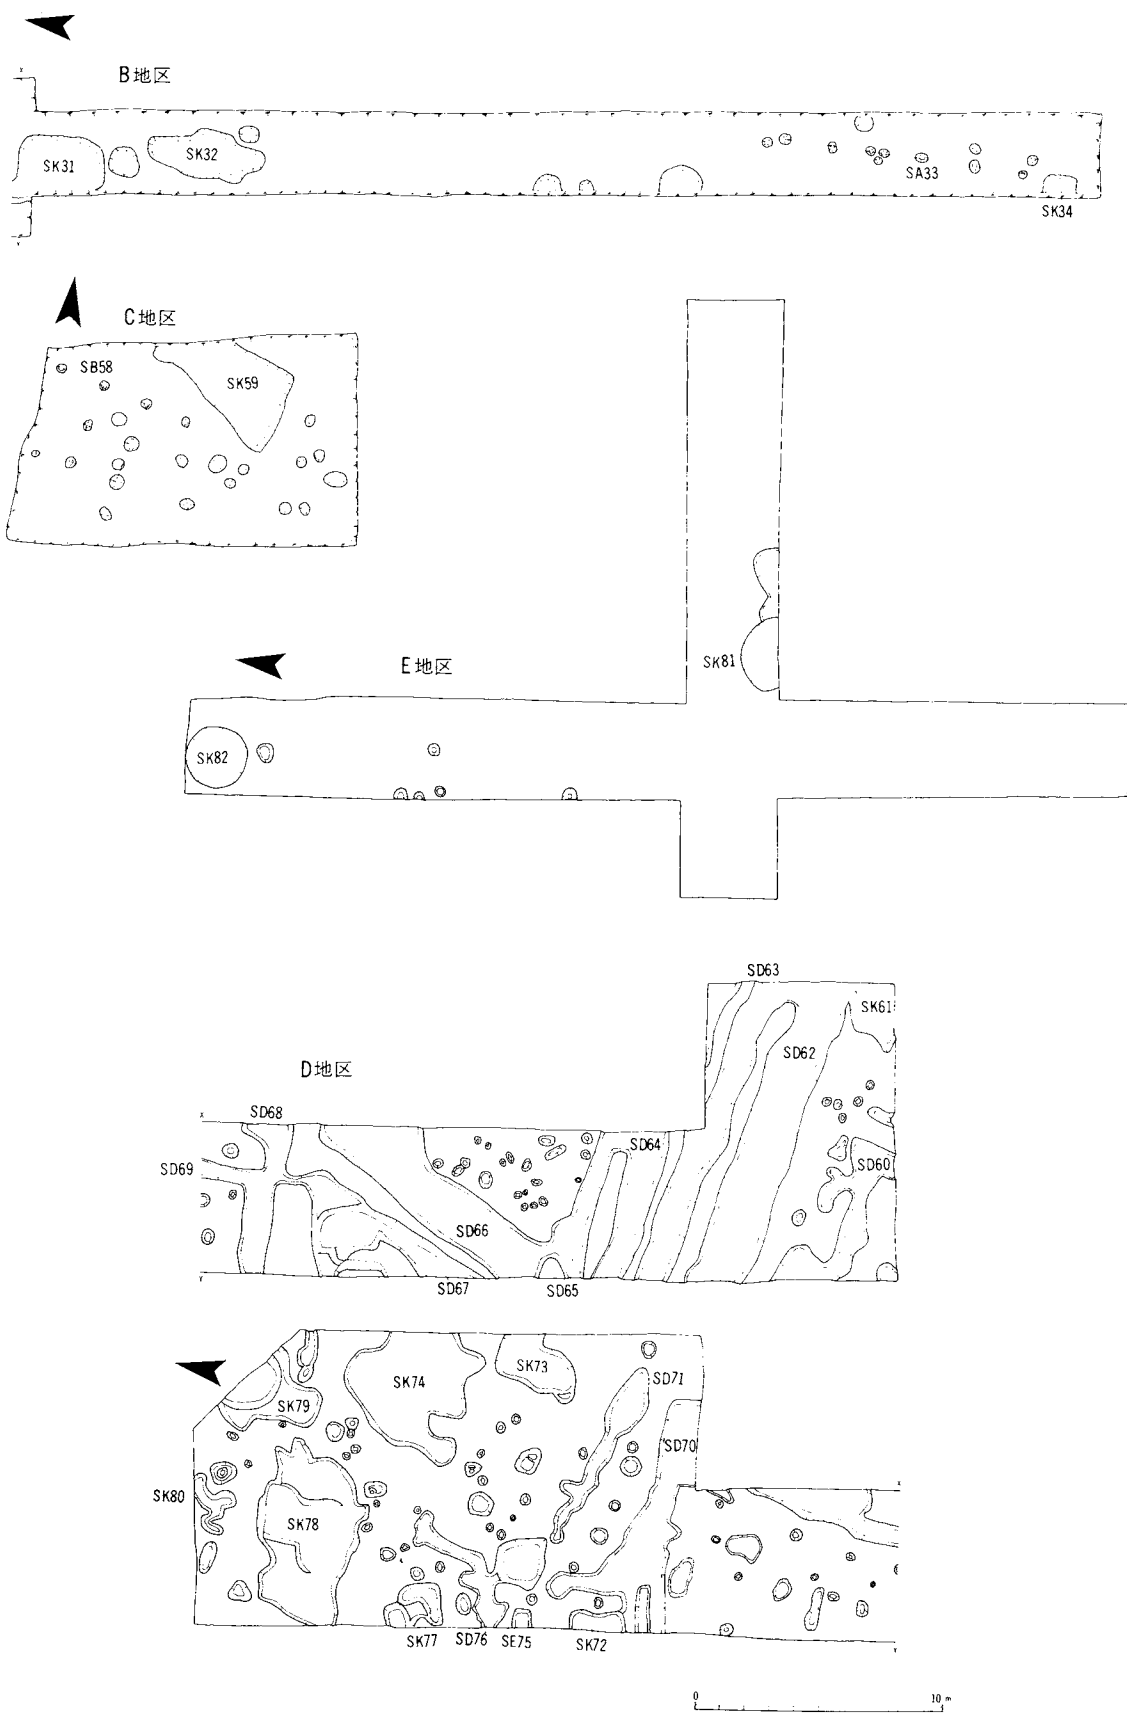 x
B地区
SK31
SK32
SA33
SK34
Y
C地区
SB58
SK59
E地区
SK81
SK82
SD63
SK61
SD62
D地区
x
SD68
SD64
SD69
SD60
SD66
Y
SD67
SD65
SK73
SK74
SD71
SK79
SD70
SK80
x
SK78
SK77
SD76
SE75
SK72
Y
0
10 m